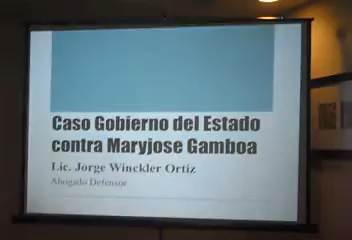 Caso Gobierno del Estado
contra Maryjose Gamboa
Lic. Jorge Winckler Ortiz
Abogado Defensor